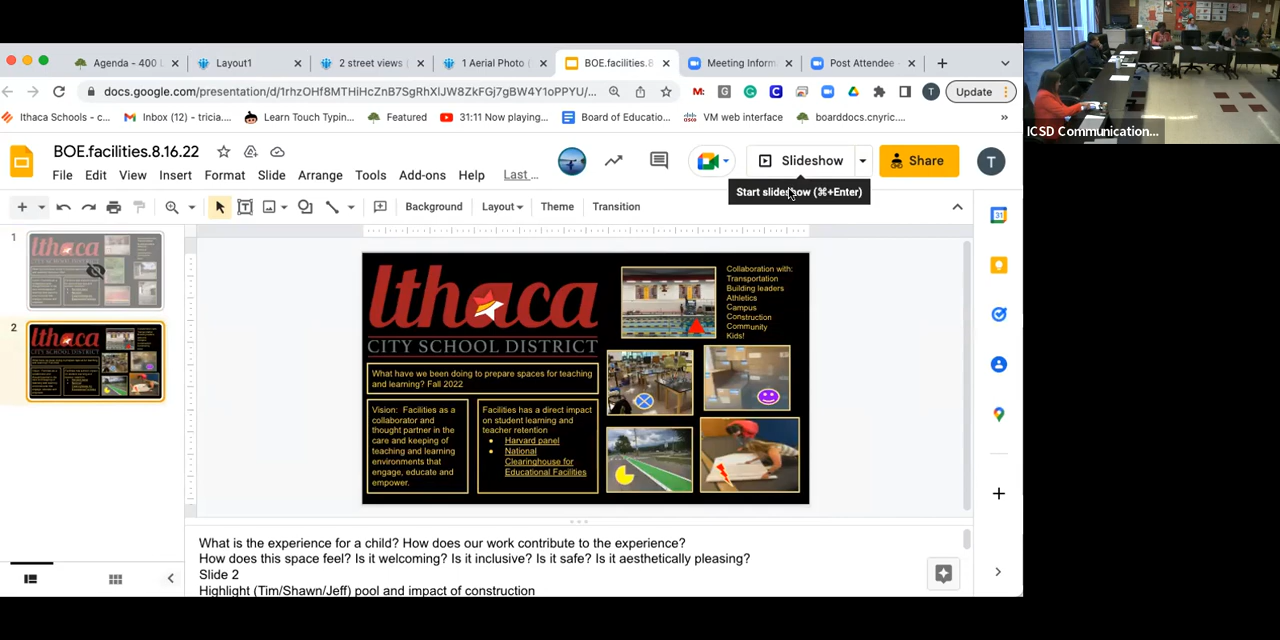 ICSD Communication...
Agenda - 400 L
Layout1
2 street views (
1 Aerial Photo (
BOE.facilities.8
Meeting Inform
Post Attendee -
docs.google.com/presentation/d/1rhzOHf8MTHiHcZnB7SgRhXlJW8ZkFGj7gBW4Y1oPPYU/...
T
Update
Ithaca Schools - c...
Inbox (12) - tricia....
Learn Touch Typin...
Featured
31:11 Now playing...
Board of Educatio...
VM web interface
boarddocs.cnyric....
BOE.facilities.8.16.22
Slideshow
Share
T
File Edit View Insert Format Slide Arrange Tools Add-ons Help Last ...
Start slideshow (⌘+Enter)
Background Layout Theme Transition
1
2
Ithaca
CITY SCHOOL DISTRICT
What have we been doing to prepare spaces for teaching
and learning? Fall 2022
Vision: Facilities as a
collaborator and
thought partner in the
care and keeping of
teaching and learning
environments that
engage, educate and
empower.
Facilities has a direct impact
on student learning and
teacher retention
Harvard panel
National
Clearinghouse for
Educational Facilities
Collaboration with:
Transportation
Building leaders
Athletics
Campus
Construction
Community
Kids!
What is the experience for a child? How does our work contribute to the experience?
How does this space feel? Is it welcoming? Is it inclusive? Is it safe? Is it aesthetically pleasing?
Slide 2
Highlight (Tim/Shawn/Jeff) pool and impact of construction